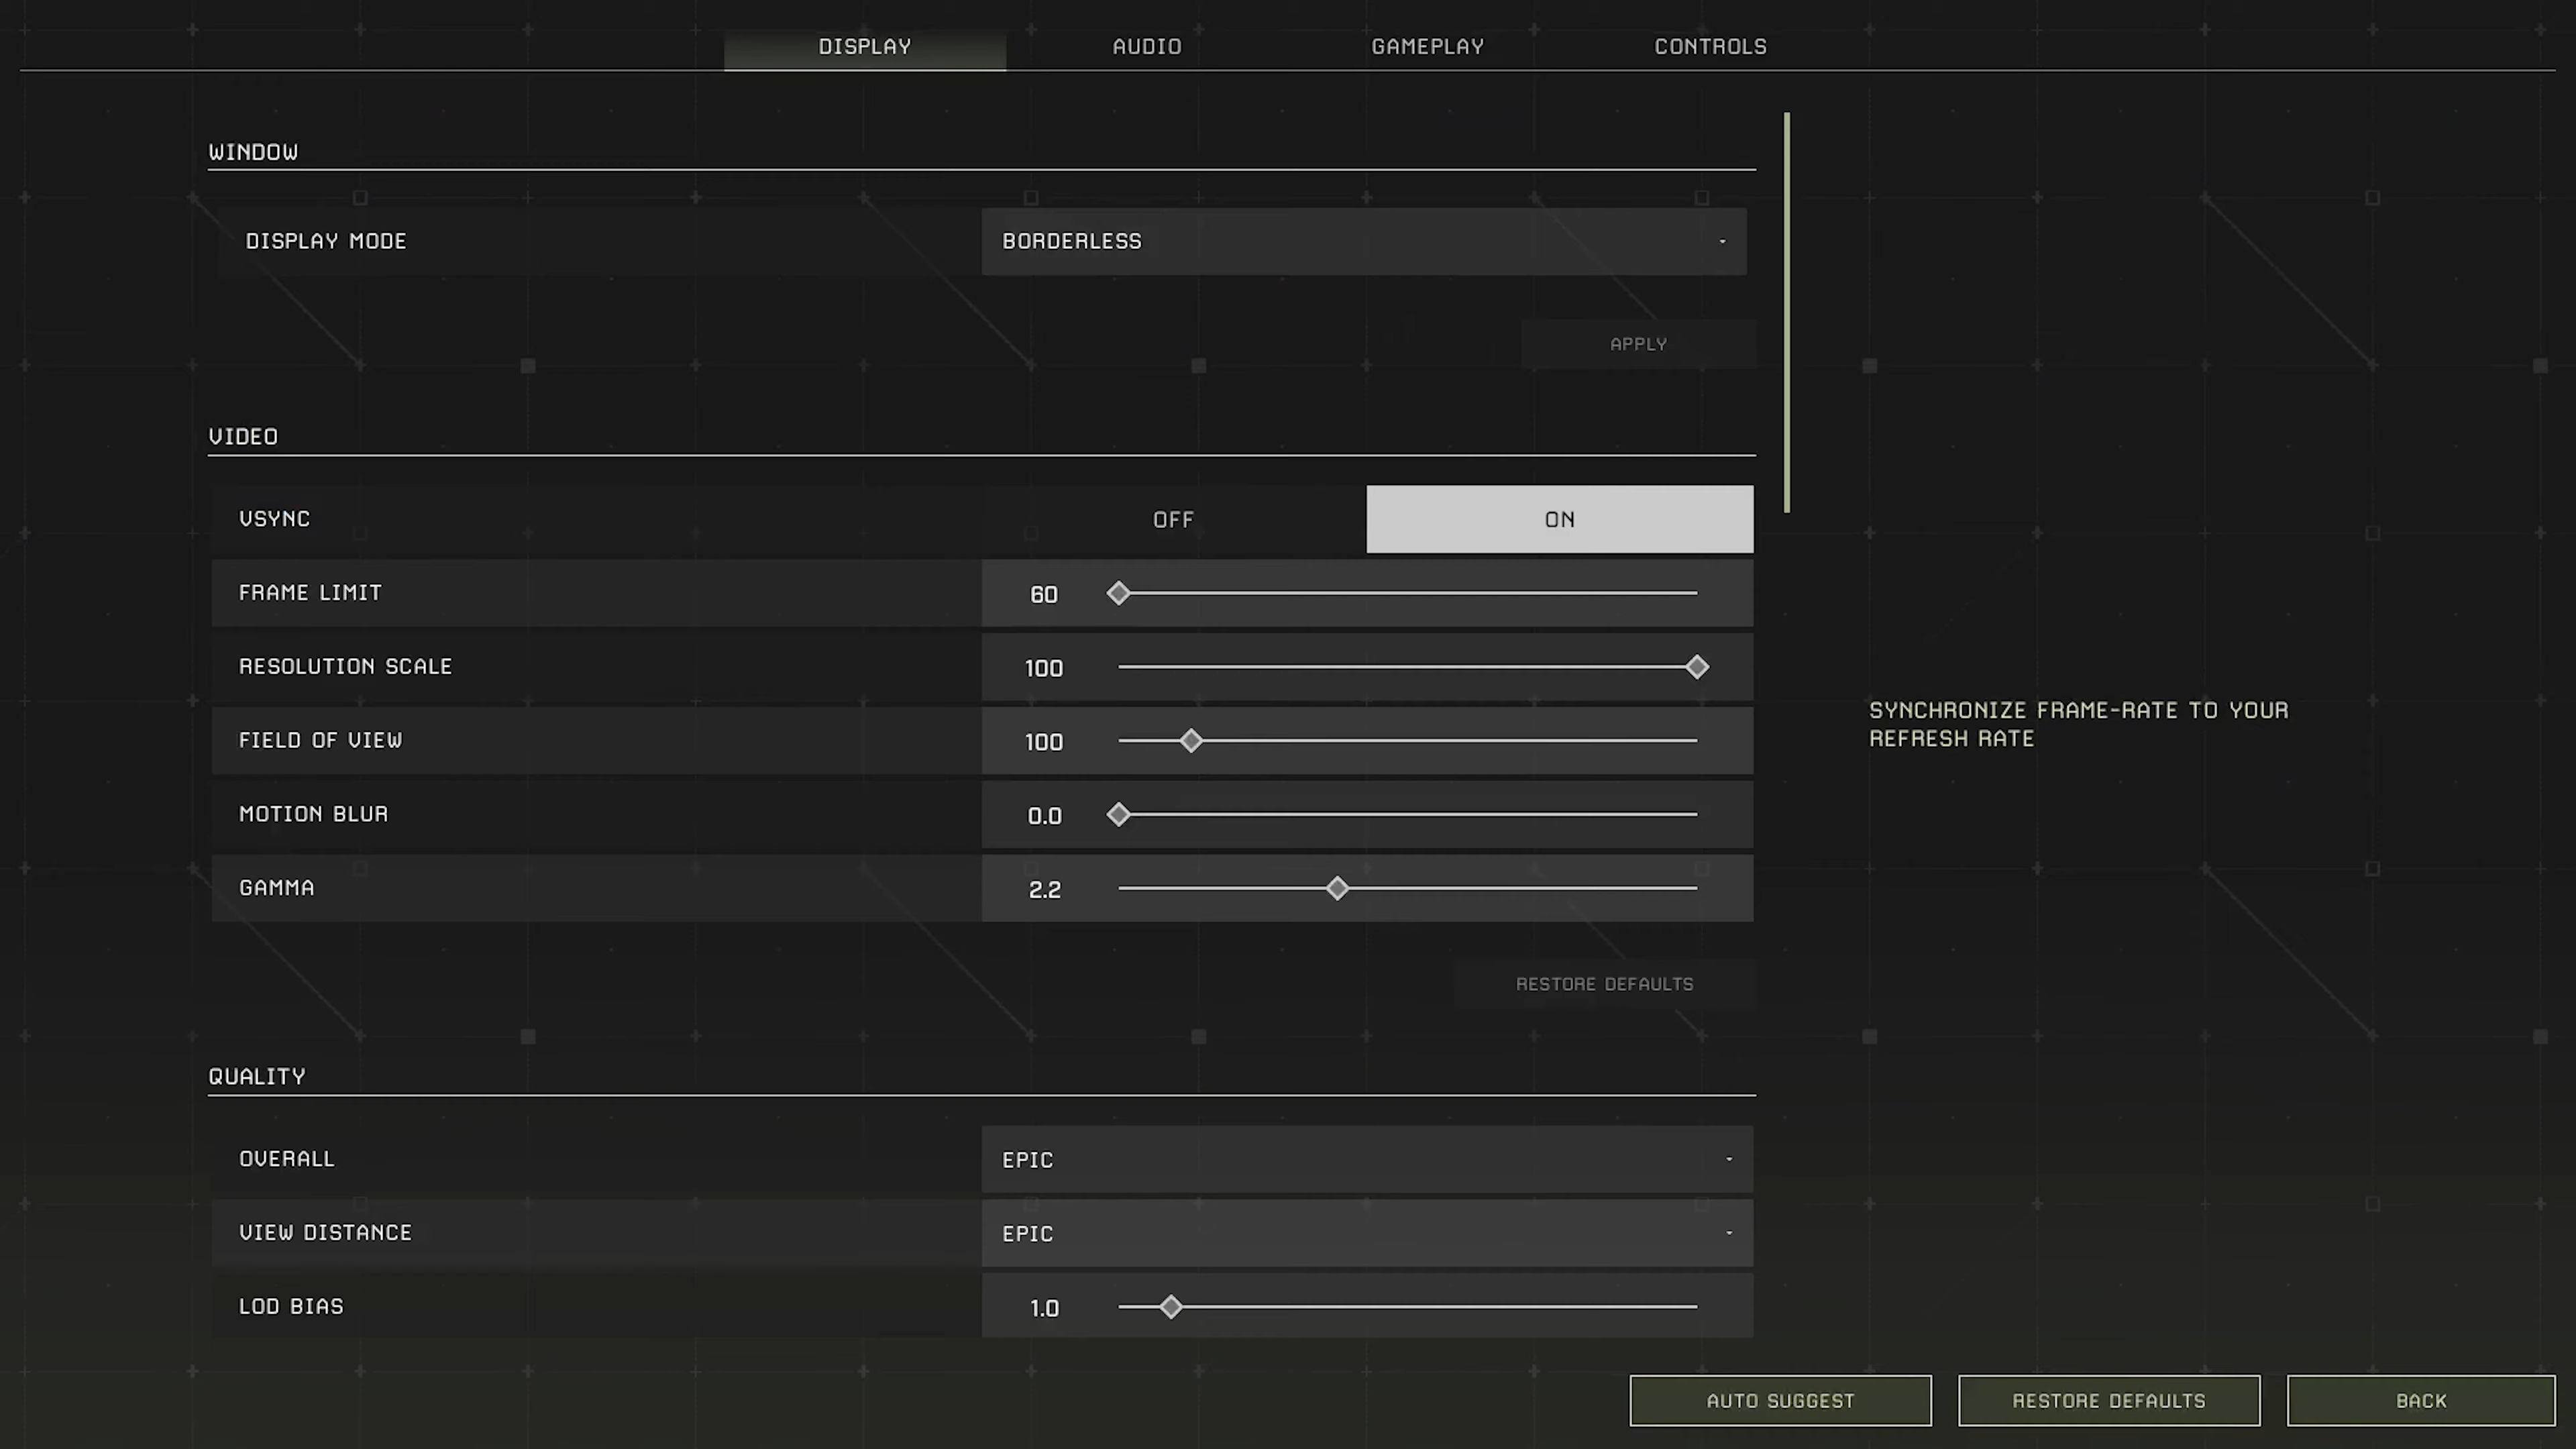 DISPLAY
AUDIO
GAMEPLAY
CONTROLS
WINDOW
DISPLAY MODE
BORDERLESS
APPLY
VIDEO
VSYNC
OFF
ON
FRAME LIMIT
60
RESOLUTION SCALE
100
FIELD OF VIEW
100
MOTION BLUR
0.0
GAMMA
2.2
RESTORE DEFAULTS
SYNCHRONIZE FRAME-RATE TO YOUR
REFRESH RATE
QUALITY
OVERALL
EPIC
VIEW DISTANCE
EPIC
LOD BIAS
1.0
AUTO SUGGEST
RESTORE DEFAULTS
BACK